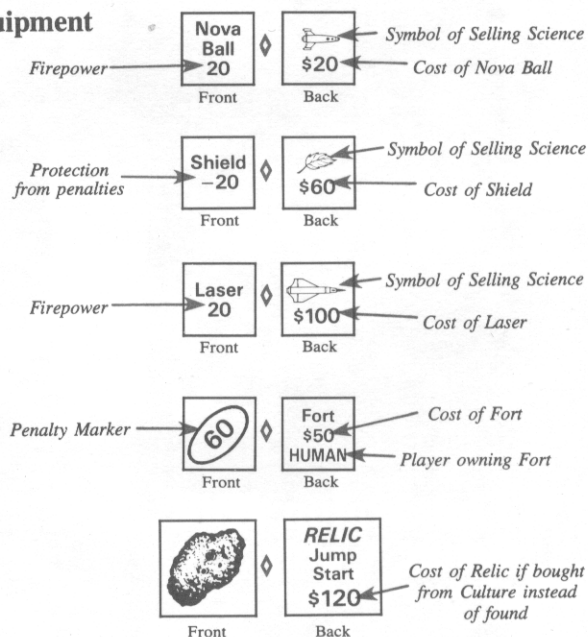 uipment
Nova
Ball
20
Firepower
Front
$20
Symbol of Selling Science
Cost of Nova Ball
Back
Shield
-20
Protection
from penalties
Front
$60
Symbol of Selling Science
Cost of Shield
Back
Laser
20
Firepower
Front
$100
Symbol of Selling Science
Cost of Laser
Back
60
Penalty Marker
Front
Fort
$50
HUMAN
Cost of Fort
Player owning Fort
Back
Front
RELIC
Jump
Start
$120
Cost of Relic if bought
from Culture instead
of found
Back